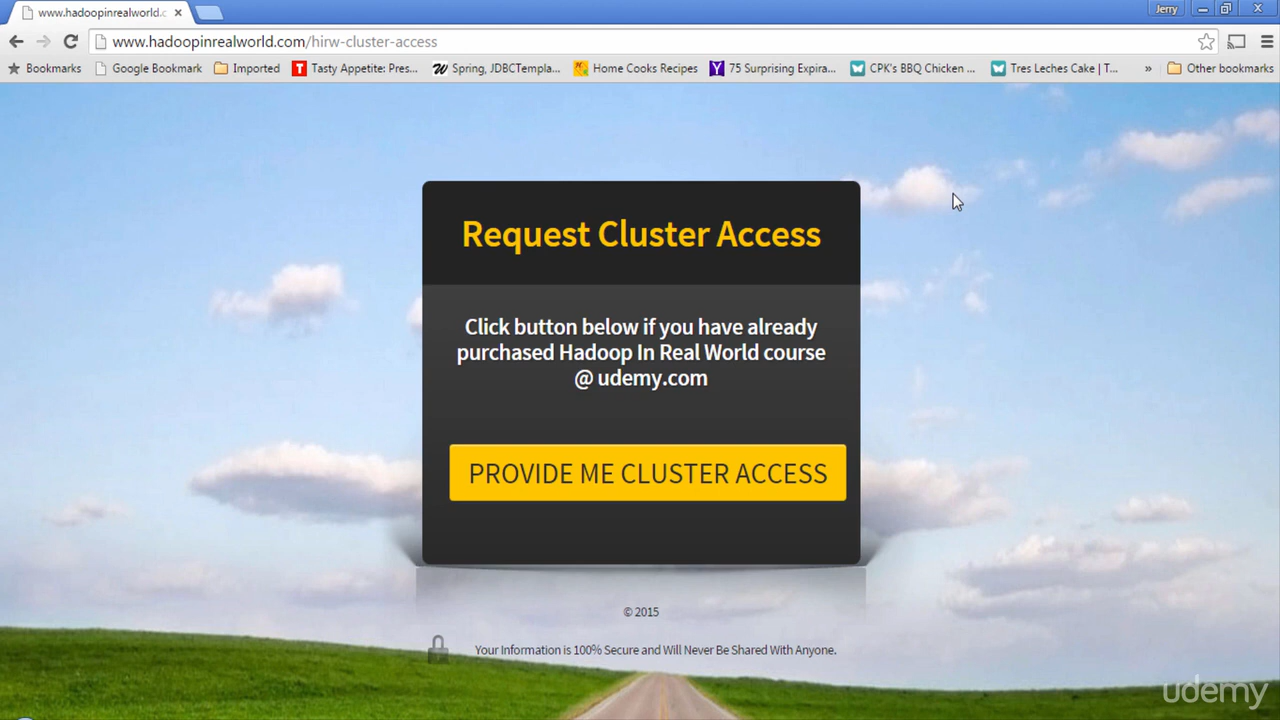 www.hadoopinrealworld.c
Jerry
www.hadoopinrealworld.com/hirw-cluster-access
Bookmarks Google Bookmark Imported Tasty Appetite: Pres... Spring, JDBCTempla... Home Cooks Recipes 75 Surprising Expira... CPK's BBQ Chicken ... Tres Leches Cake | T... » Other bookmarks
Request Cluster Access
Click button below if you have already
purchased Hadoop In Real World course
@ udemy.com
PROVIDE ME CLUSTER ACCESS
© 2015
Your Information is 100% Secure and Will Never Be Shared With Anyone.
udemy